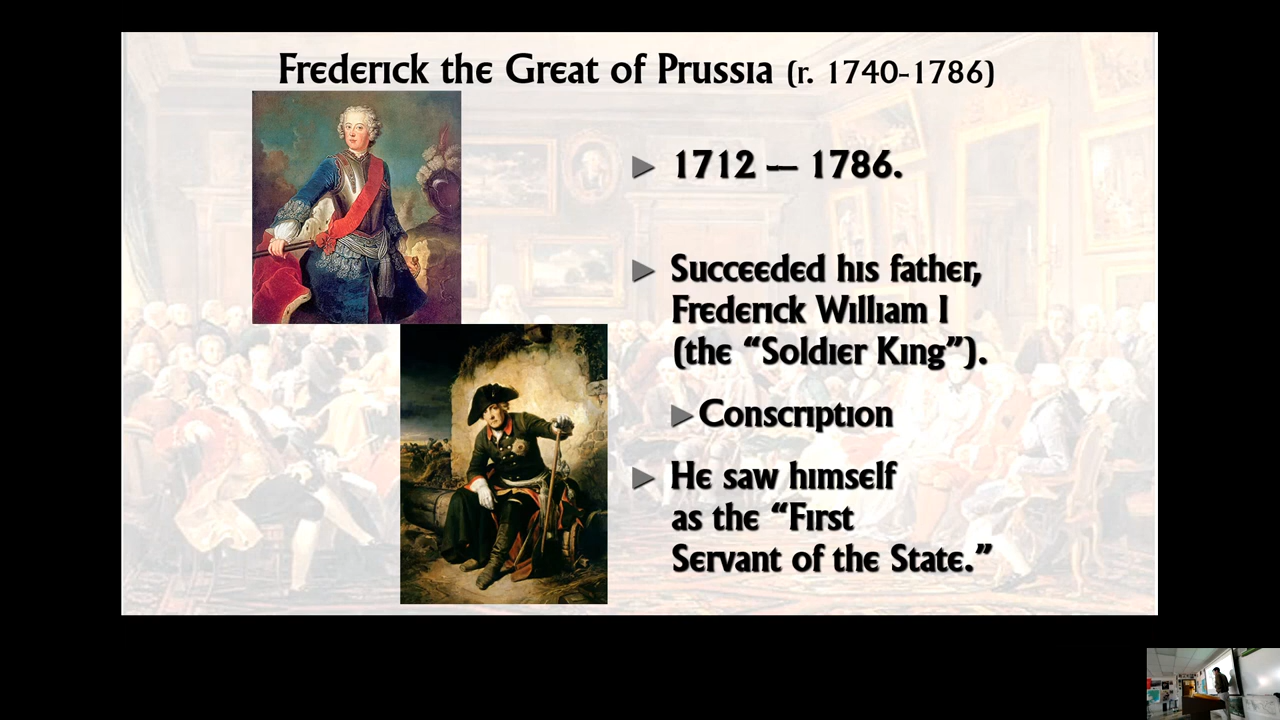 Frederick the Great of Prussia (r. 1740-1786)
1712 — 1786.
Succeeded his father,
Frederick William I
(the “Soldier King”).
Conscription
He saw himself
as the “First
Servant of the State.”